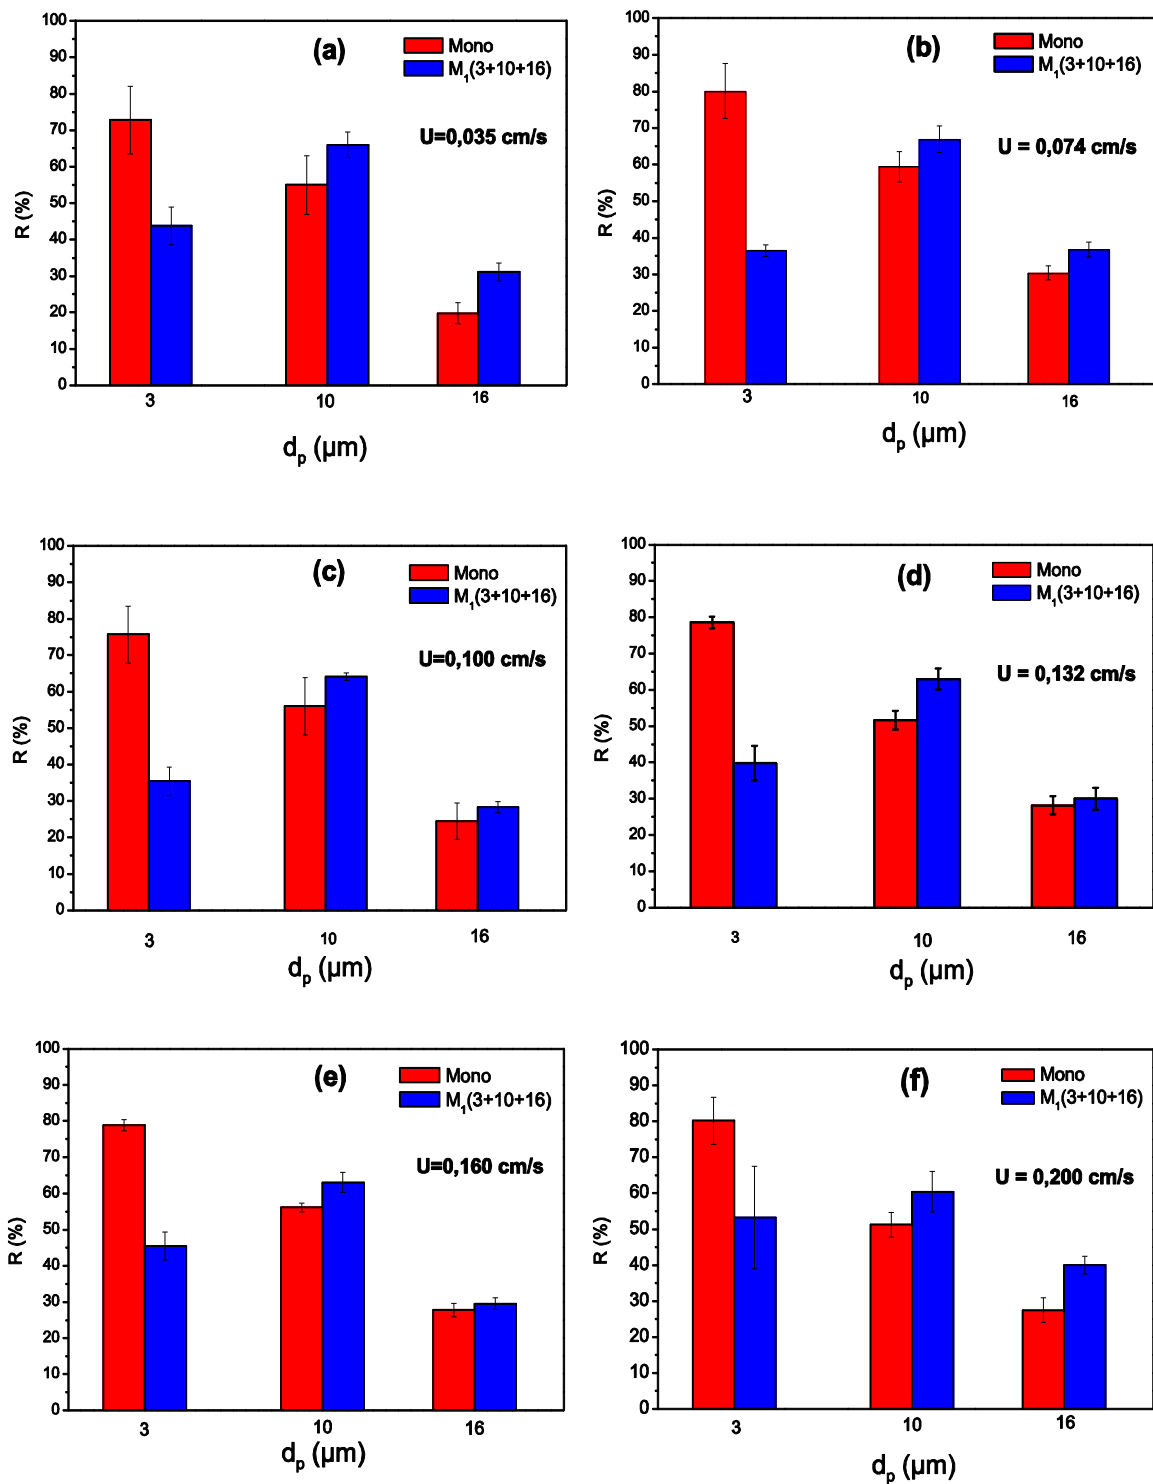 (a)
Mono
M1(3+10+16)
U=0,035 cm/s
R (%)
100
90
80
70
60
50
40
30
20
10
0
3
10
16
dp (µm)
(b)
Mono
M1(3+10+16)
U = 0,074 cm/s
R (%)
100
90
80
70
60
50
40
30
20
10
0
3
10
16
dp (µm)
(c)
Mono
M1(3+10+16)
U=0,100 cm/s
R (%)
100
90
80
70
60
50
40
30
20
10
0
3
10
16
dp (µm)
(d)
Mono
M1(3+10+16)
U = 0,132 cm/s
R (%)
100
90
80
70
60
50
40
30
20
10
0
3
10
16
dp (µm)
(e)
Mono
M1(3+10+16)
U=0,160 cm/s
R (%)
100
90
80
70
60
50
40
30
20
10
0
3
10
16
dp (µm)
(f)
Mono
M1(3+10+16)
U = 0,200 cm/s
R (%)
100
90
80
70
60
50
40
30
20
10
0
3
10
16
dp (µm)